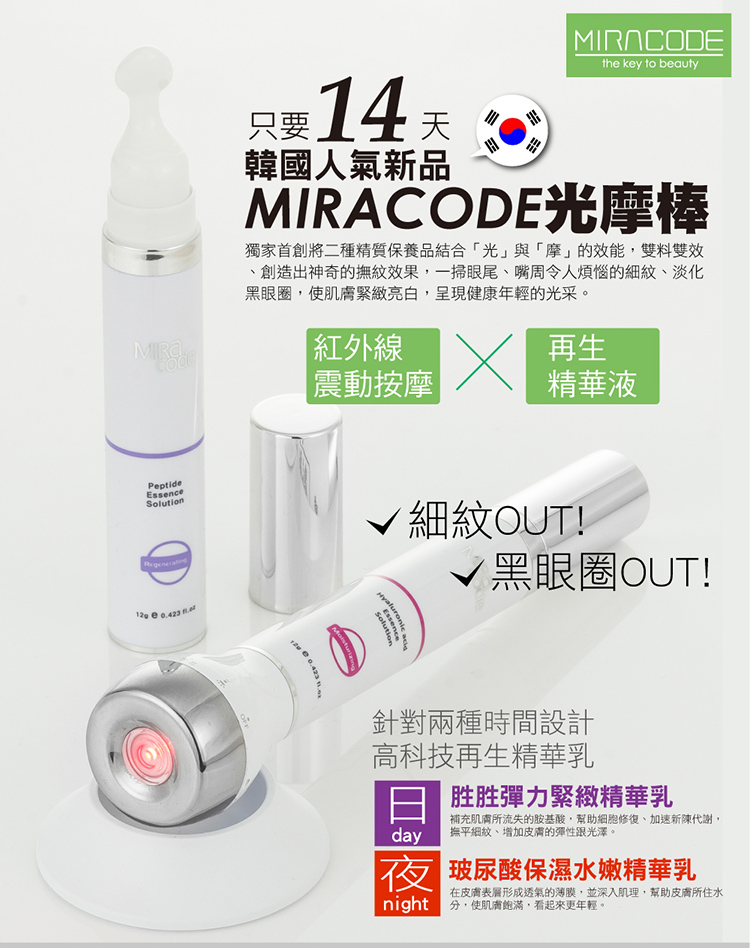 MIRACODE
the key to beauty
只要14天
韓國人氣新品
MIRACODE光摩棒
獨家首創將二種精質保養品結合「光」與「摩」的效能，雙料雙效
、創造出神奇的撫紋效果，一掃眼尾、嘴周令人煩惱的細紋、淡化
黑眼圈，使肌膚緊緻亮白，呈現健康年輕的光采。
紅外線
震動按摩
再生
精華液
MIRA
CODE
Peptide
Essence
Solution
Regenerating
12g e 0.423 fl.oz
細紋OUT!
黑眼圈OUT!
Hyaluronic acid
Essence
Solution
Moisturizing
12g e 0.423 fl.oz
OFF
針對兩種時間設計
高科技再生精華乳
日
day
胜胜彈力緊緻精華乳
補充肌膚所流失的胺基酸，幫助細胞修復、加速新陳代謝，
撫平細紋、增加皮膚的彈性跟光澤。
夜
night
玻尿酸保濕水嫩精華乳
在皮膚表層形成透氣的薄膜，並深入肌理，幫助皮膚所住水
分，使肌膚飽滿，看起來更年輕。